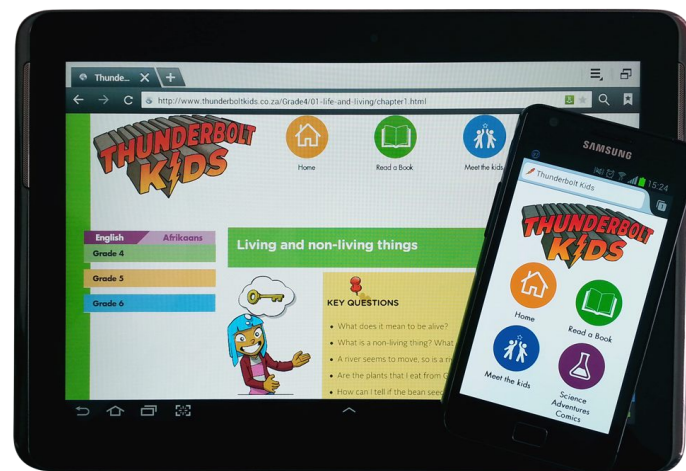 Thunde...
http://www.thunderboltkids.co.za/Grade4/01-life-and-living/chapter1.html
THUNDERBOLT
KIDS
Home
Read a Book
Meet the kids
English
Afrikaans
Grade 4
Grade 5
Grade 6
Living and non-living things
KEY QUESTIONS
What does it mean to be alive?
What is a non-living thing? What
A river seems to move, so is a
Are the plants that I eat from
How can I tell if the bean seed
SAMSUNG
15:24
Thunderbolt Kids
1
THUNDERBOLT
KIDS
Home
Read a Book
Meet the kids
Science
Adventures
Comics